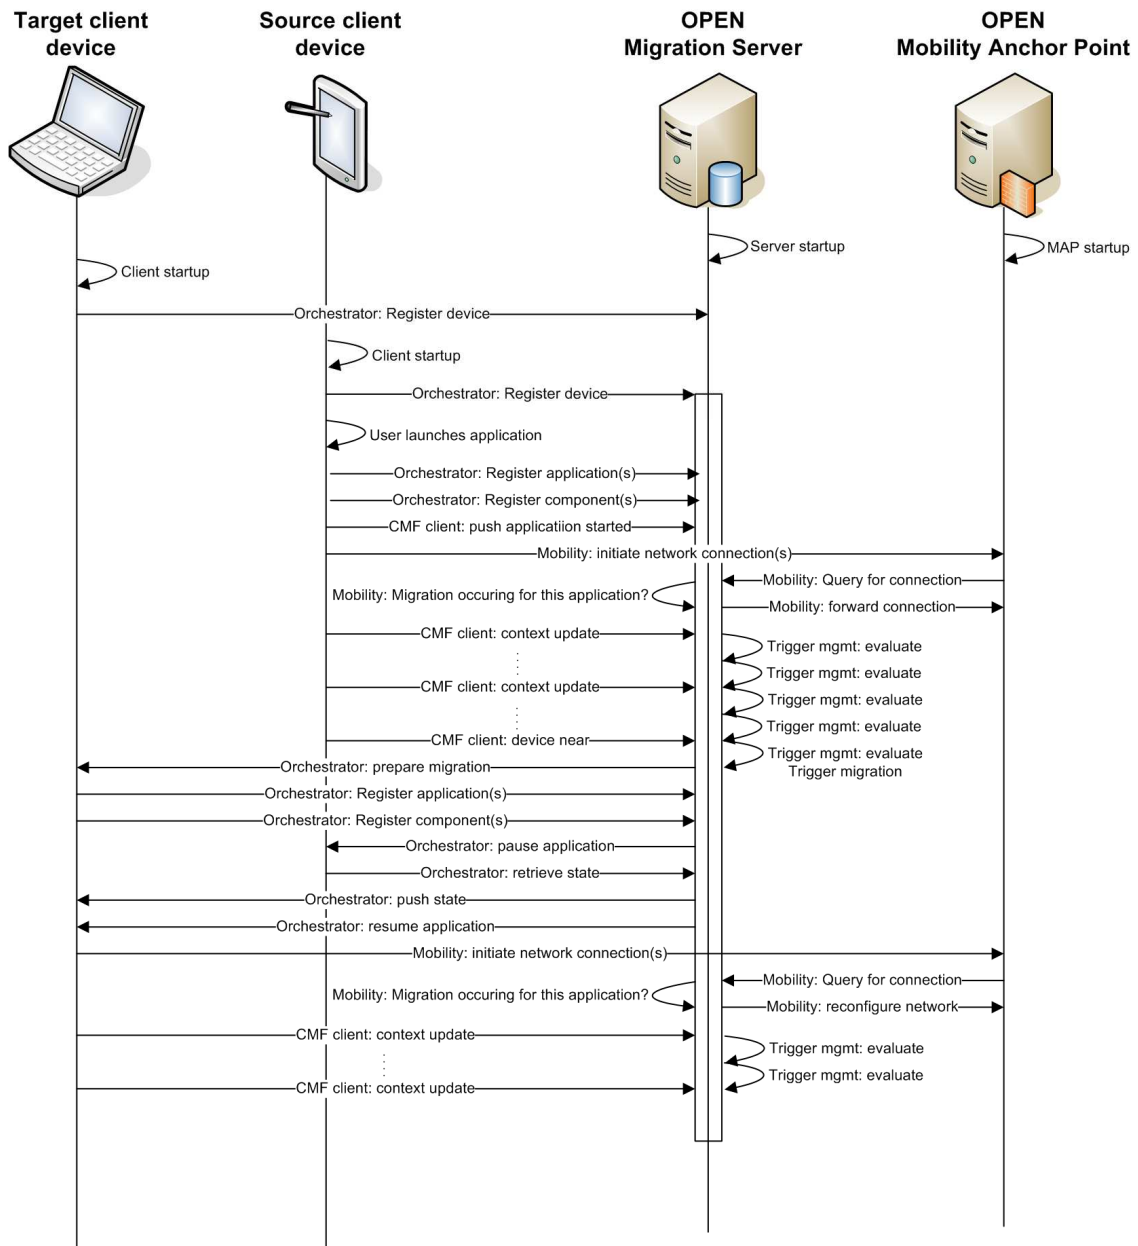 Target client
device
Source client
device
OPEN
Migration Server
OPEN
Mobility Anchor Point
Server startup
MAP startup
Client startup
Orchestrator: Register device
Client startup
Orchestrator: Register device
User launches application
Orchestrator: Register application(s)
Orchestrator: Register component(s)
CMF client: push applicatiion started
Mobility: initiate network connection(s)
Mobility: Query for connection
Mobility: Migration occuring for this application?
Mobility: forward connection
CMF client: context update
Trigger mgmt: evaluate
Trigger mgmt: evaluate
CMF client: context update
Trigger mgmt: evaluate
Trigger mgmt: evaluate
CMF client: device near
Trigger mgmt: evaluate
Trigger migration
Orchestrator: prepare migration
Orchestrator: Register application(s)
Orchestrator: Register component(s)
Orchestrator: pause application
Orchestrator: retrieve state
Orchestrator: push state
Orchestrator: resume application
Mobility: initiate network connection(s)
Mobility: Query for connection
Mobility: Migration occuring for this application?
Mobility: reconfigure network
CMF client: context update
Trigger mgmt: evaluate
Trigger mgmt: evaluate
CMF client: context update